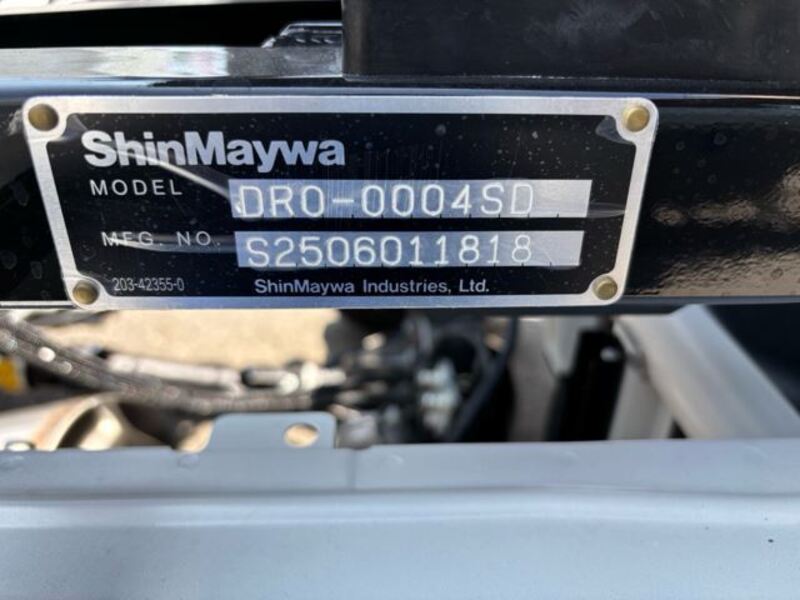 ShinMaywa
MODEL DR0-0004SD
MFG. NO. S2506011818
203-42355-0 ShinMaywa Industries, Ltd.